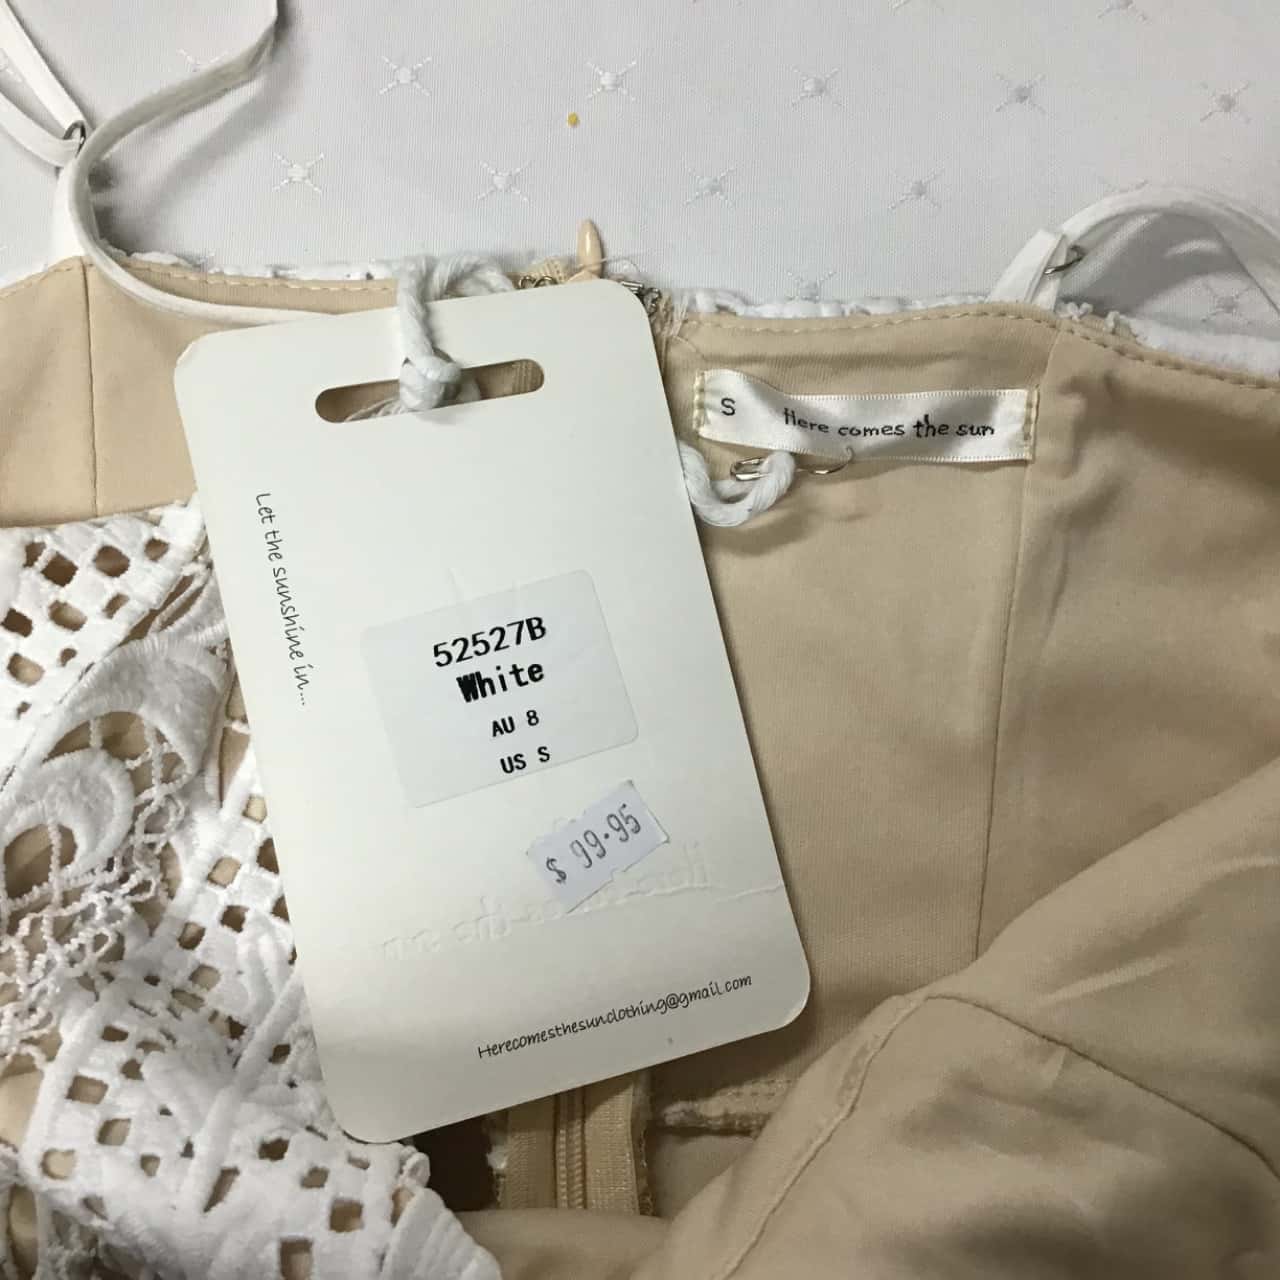 S Here comes the sun
Let the sunshine in...
52527B
White
AU 8
US S
$ 99.95
Herecomesthesunclothing@gmail.com